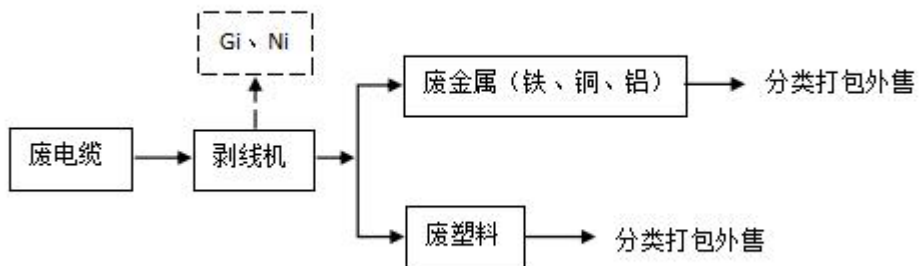 Gi、Ni
废金属（铁、铜、铝）
分类打包外售
废电缆
剥线机
废塑料
分类打包外售